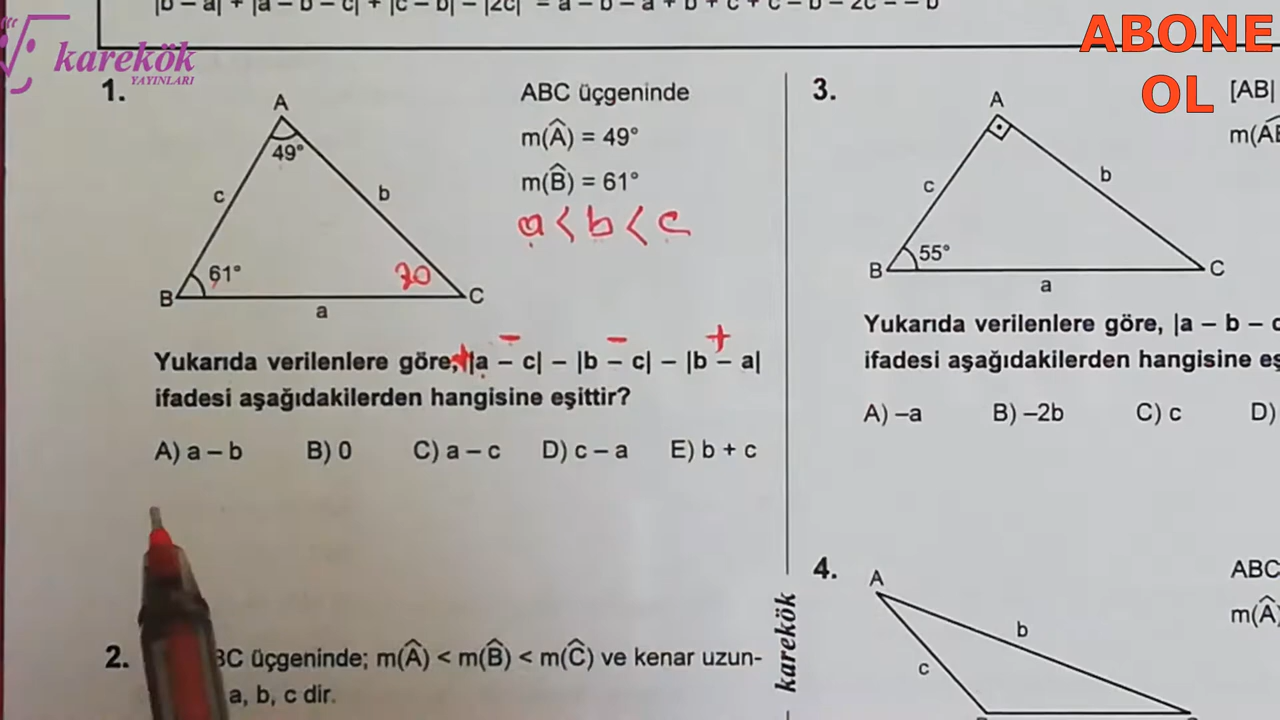 |b – a| + |a – b – c| + |c – b| – |2c| = a – b – a + b + c + c – b – 2c = – b
karekök
YAYINLARI
ABONE
OL
1.
A
49°
c
b
B
61°
70
C
a
ABC üçgeninde
m(Â) = 49°
m(B̂) = 61°
a < b < c
– – +
Yukarıda verilenlere göre, +|a – c| – |b – c| – |b – a|
ifadesi aşağıdakilerden hangisine eşittir?
A) a – b B) 0 C) a – c D) c – a E) b + c
2.
BC üçgeninde; m(Â) < m(B̂) < m(Ĉ) ve kenar uzun-
a, b, c dir.
karekök
3.
[AB]
A
m(AB
c
b
B
55°
C
a
Yukarıda verilenlere göre, |a – b – c
ifadesi aşağıdakilerden hangisine eş
A) –a B) –2b C) c D)
4.
A
ABC
m(Â)
b
c